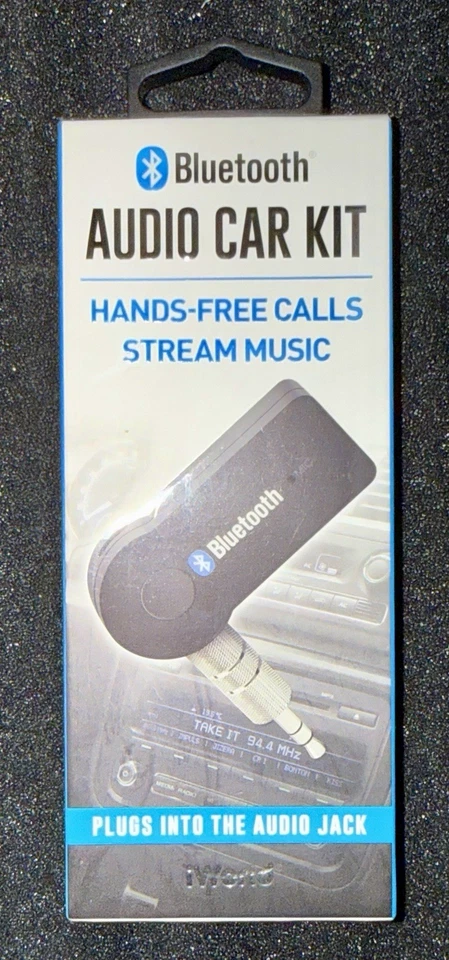 Bluetooth®
AUDIO CAR KIT
HANDS-FREE CALLS
STREAM MUSIC
Bluetooth
TAKE IT 94.4 MHz
PLUGS INTO THE AUDIO JACK
iWorld